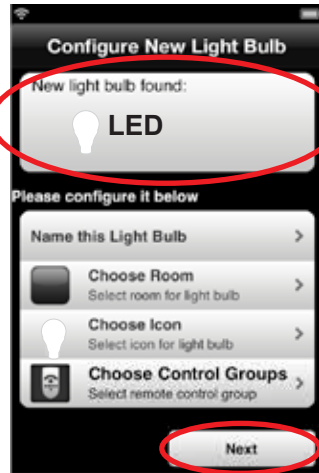 Configure New Light Bulb
New light bulb found:
LED
Please configure it below
Name this Light Bulb
Choose Room
Select room for light bulb
Choose Icon
Select icon for light bulb
Choose Control Groups
Select remote control group
Next